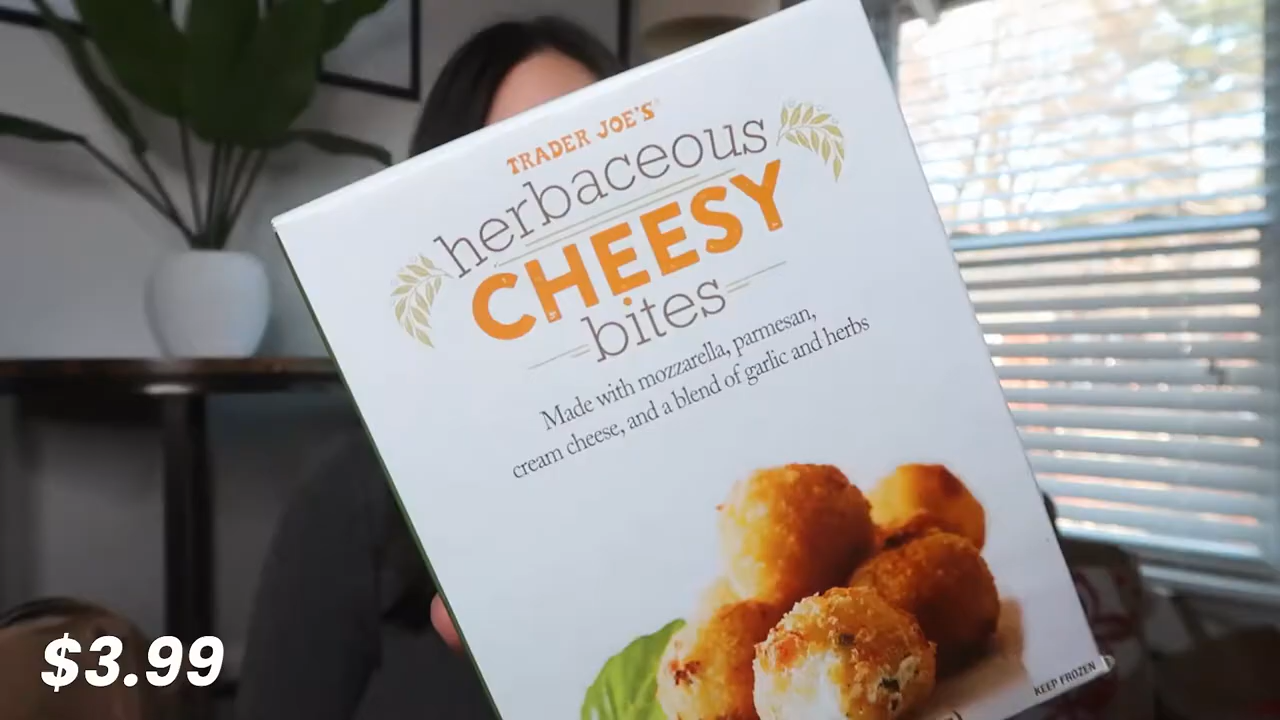 TRADER JOE'S
herbaceous
CHEESY
bites
Made with mozzarella, parmesan,
cream cheese, and a blend of garlic and herbs
KEEP FROZEN
$3.99